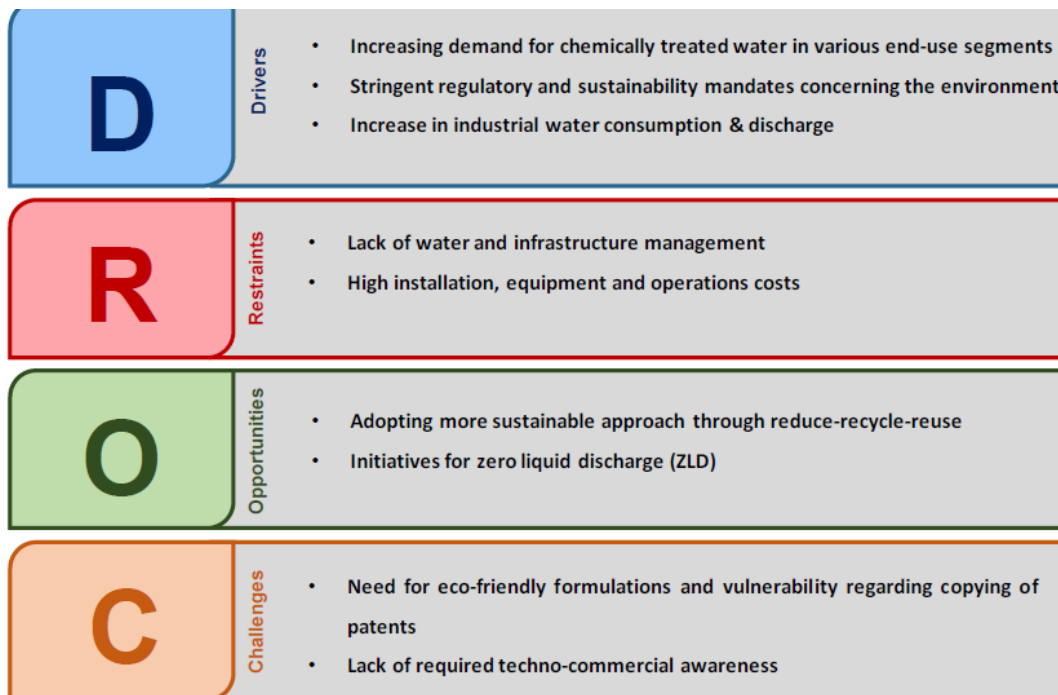 D
Drivers
• Increasing demand for chemically treated water in various end-use segments
• Stringent regulatory and sustainability mandates concerning the environment
• Increase in industrial water consumption & discharge
R
Restraints
• Lack of water and infrastructure management
• High installation, equipment and operations costs
O
Opportunities
• Adopting more sustainable approach through reduce-recycle-reuse
• Initiatives for zero liquid discharge (ZLD)
C
Challenges
• Need for eco-friendly formulations and vulnerability regarding copying of
patents
• Lack of required techno-commercial awareness